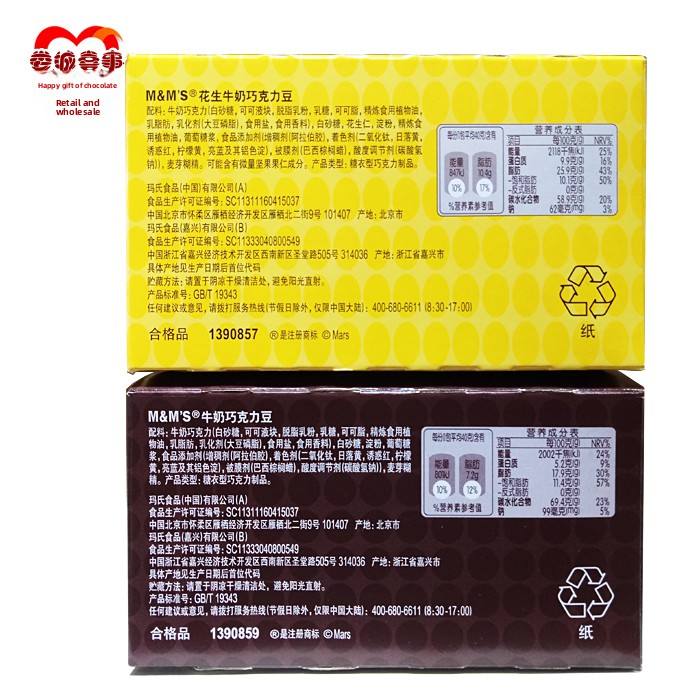 爱诚喜事
Happy gift of chocolate
Retail and
wholesale
M&M'S®花生牛奶巧克力豆
配料: 牛奶巧克力(白砂糖, 可可液块, 脱脂乳粉, 乳糖, 可可脂, 精炼食用植物油,
乳脂肪, 乳化剂(大豆磷脂), 食用盐, 食用香料), 白砂糖, 花生仁, 淀粉, 精炼食
用植物油, 葡萄糖浆, 食品添加剂(增稠剂(阿拉伯胶), 着色剂(二氧化钛, 日落黄,
诱惑红, 柠檬黄, 亮蓝及其铝色淀), 被膜剂(巴西棕榈蜡), 酸度调节剂(碳酸氢
钠)), 麦芽糊精。可能含有微量坚果果仁成分。产品类型: 糖衣型巧克力制品。
玛氏食品(中国)有限公司(A)
食品生产许可证编号: SC11311160415037
中国北京市怀柔区雁栖经济开发区雁栖北二街9号 101407 产地: 北京市
玛氏食品(嘉兴)有限公司(B)
食品生产许可证编号: SC11333040800549
中国浙江省嘉兴经济技术开发区西南新区圣堂路505号 314036 产地: 浙江省嘉兴市
具体产地见生产日期后首位代码
贮藏方法: 请置于阴凉干燥清洁处, 避免阳光直射。
产品标准号: GB/T 19343
任何建议或意见, 请拨打服务热线(节假日除外, 仅限中国大陆): 400-680-6611 (8:30-17:00)
合格品 1390857 ®是注册商标 ©Mars
每份(1包平均40克)含有
能量
847kJ
10%
脂肪
10.4g
17%
%营养素参考值
营养成分表
项目 每100克(g) NRV%
能量 2118千焦(kJ) 25%
蛋白质 9.9克(g) 16%
脂肪 25.9克(g) 43%
-饱和脂肪 10.1克(g) 50%
-反式脂肪 0克(g)
碳水化合物 58.9克(g) 20%
钠 62毫克(mg) 3%
纸
M&M'S®牛奶巧克力豆
配料: 牛奶巧克力(白砂糖, 可可液块, 脱脂乳粉, 乳糖, 可可脂, 精炼食用植
物油, 乳脂肪, 乳化剂(大豆磷脂), 食用盐, 食用香料), 白砂糖, 淀粉, 葡萄糖
浆, 食品添加剂(增稠剂(阿拉伯胶), 着色剂(二氧化钛, 日落黄, 诱惑红, 柠檬
黄, 亮蓝及其铝色淀), 被膜剂(巴西棕榈蜡), 酸度调节剂(碳酸氢钠)), 麦芽糊
精。产品类型: 糖衣型巧克力制品。
玛氏食品(中国)有限公司(A)
食品生产许可证编号: SC11311160415037
中国北京市怀柔区雁栖经济开发区雁栖北二街9号 101407 产地: 北京市
玛氏食品(嘉兴)有限公司(B)
食品生产许可证编号: SC11333040800549
中国浙江省嘉兴经济技术开发区西南新区圣堂路505号 314036 产地: 浙江省嘉兴市
具体产地见生产日期后首位代码
贮藏方法: 请置于阴凉干燥清洁处, 避免阳光直射。
产品标准号: GB/T 19343
任何建议或意见, 请拨打服务热线(节假日除外, 仅限中国大陆): 400-680-6611 (8:30-17:00)
合格品 1390859 ®是注册商标 ©Mars
每份(1包平均40克)含有
能量
801kJ
10%
脂肪
7.2g
12%
%营养素参考值
营养成分表
项目 每100克(g) NRV%
能量 2002千焦(kJ) 24%
蛋白质 5.2克(g) 9%
脂肪 17.9克(g) 30%
-饱和脂肪 11.4克(g) 57%
-反式脂肪 0克(g)
碳水化合物 69.4克(g) 23%
钠 99毫克(mg) 5%
纸